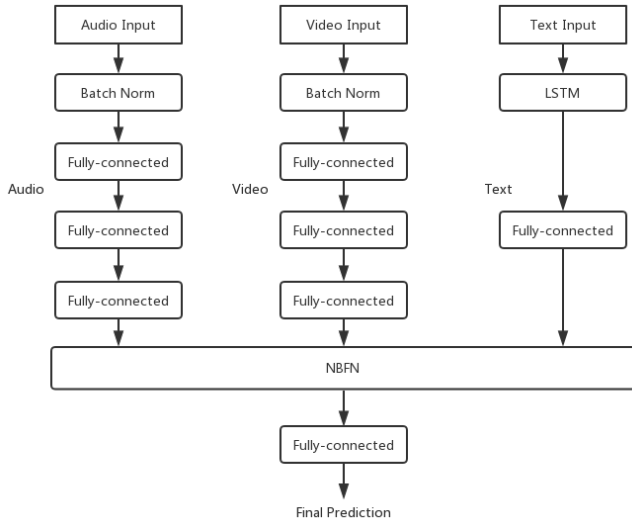 Audio Input
Video Input
Text Input
Batch Norm
Batch Norm
LSTM
Fully-connected
Fully-connected
Audio
Video
Text
Fully-connected
Fully-connected
Fully-connected
Fully-connected
Fully-connected
NBFN
Fully-connected
Final Prediction